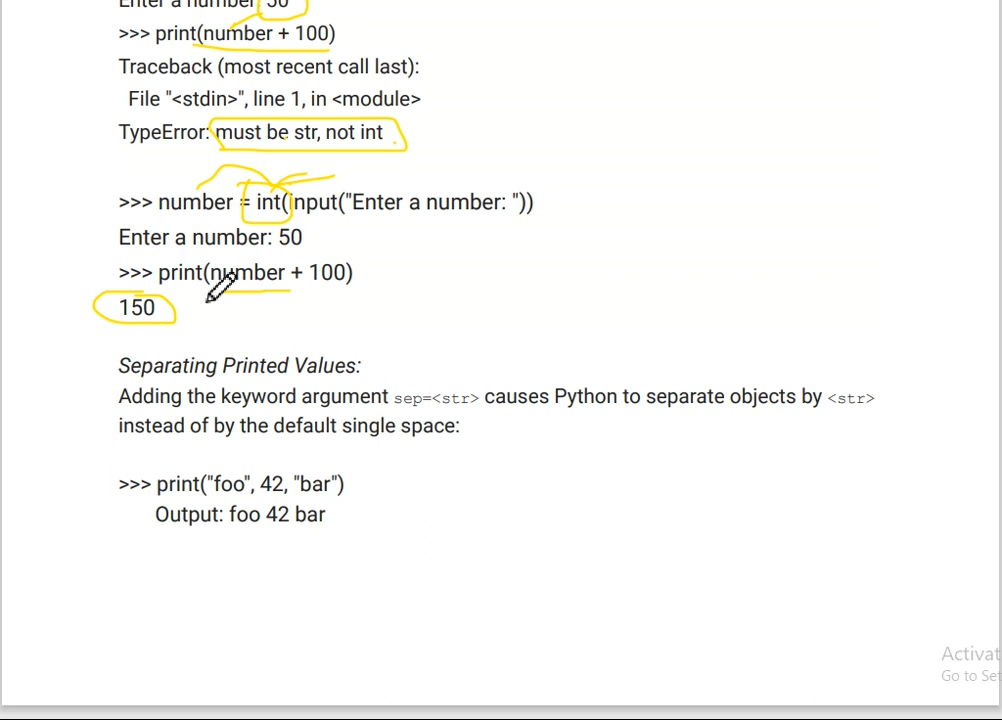 Enter a number: 50
>>> print(number + 100)
Traceback (most recent call last):
File "<stdin>", line 1, in <module>
TypeError: must be str, not int
>>> number = int(input("Enter a number: "))
Enter a number: 50
>>> print(number + 100)
150
Separating Printed Values:
Adding the keyword argument sep=<str> causes Python to separate objects by <str>
instead of by the default single space:
>>> print("foo", 42, "bar")
Output: foo 42 bar
Activat
Go to Set